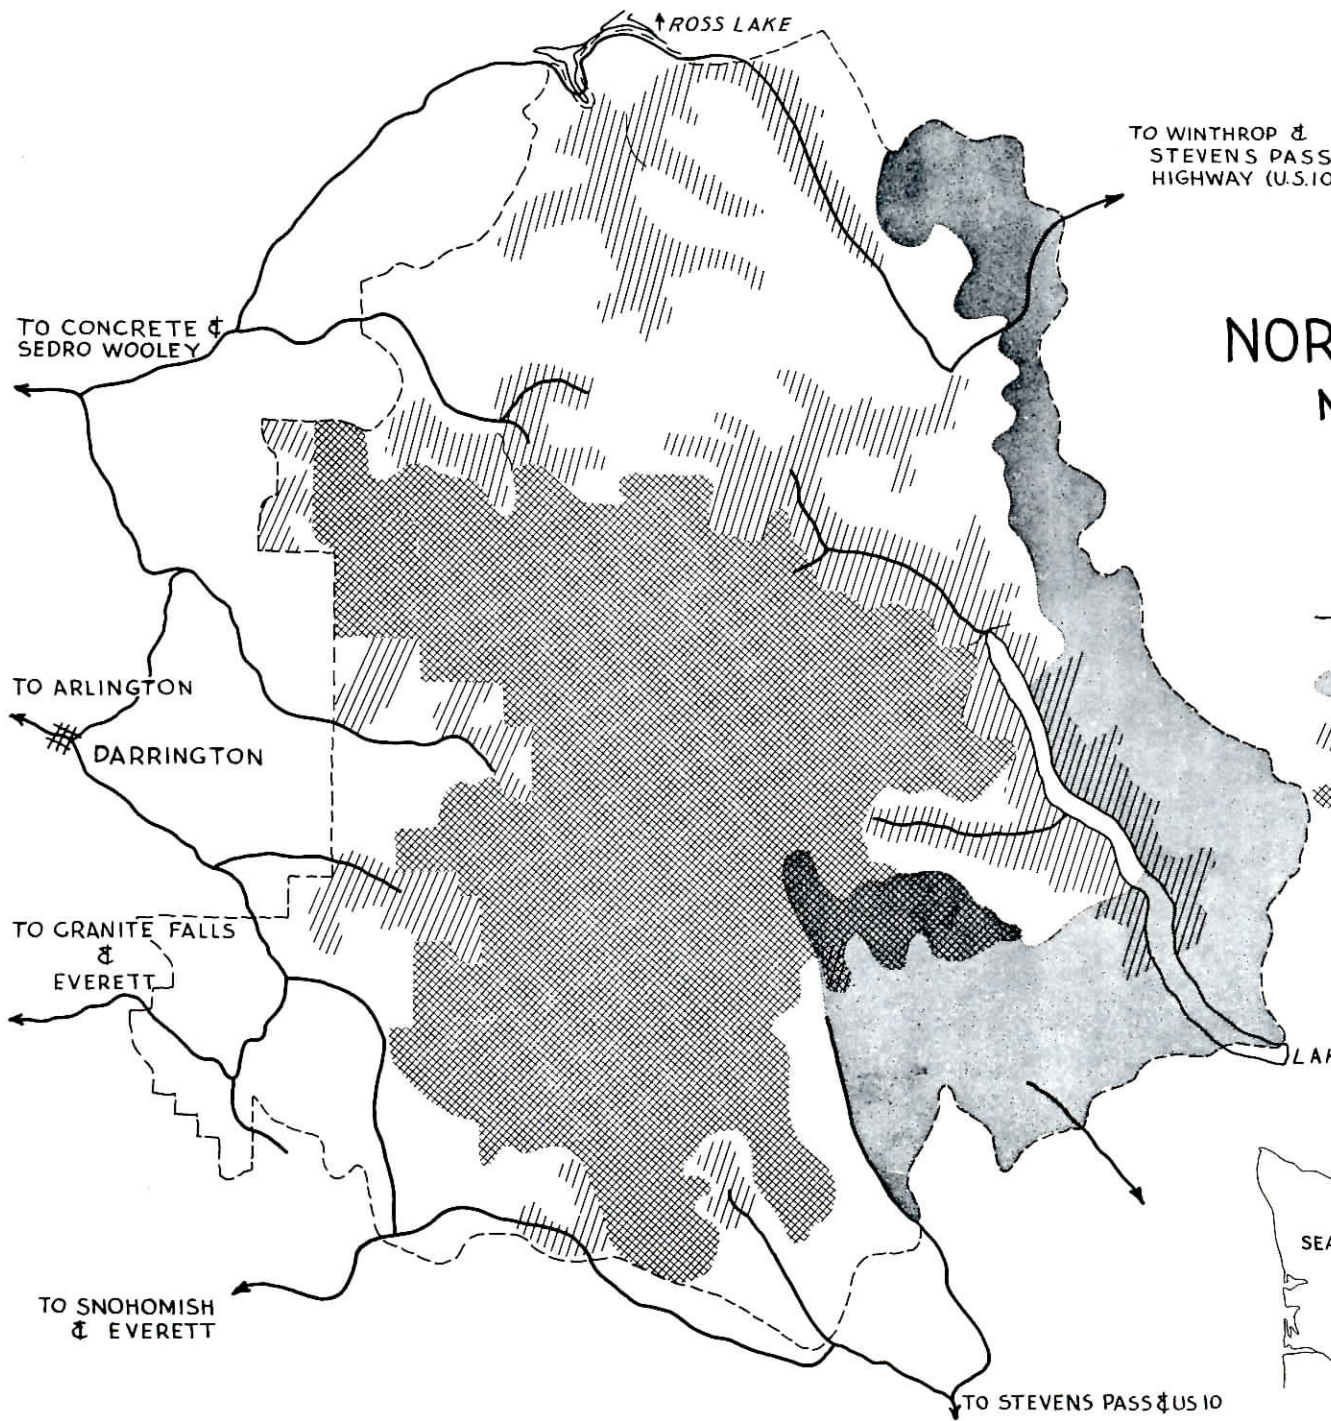 ROSS LAKE
TO WINTHROP &
STEVENS PASS
HIGHWAY (U.S.10
TO CONCRETE &
SEDRO WOOLEY
NOR
N
TO ARLINGTON
DARRINGTON
TO GRANITE FALLS
&
EVERETT
LAK
SEA
TO SNOHOMISH
& EVERETT
TO STEVENS PASS & US 10